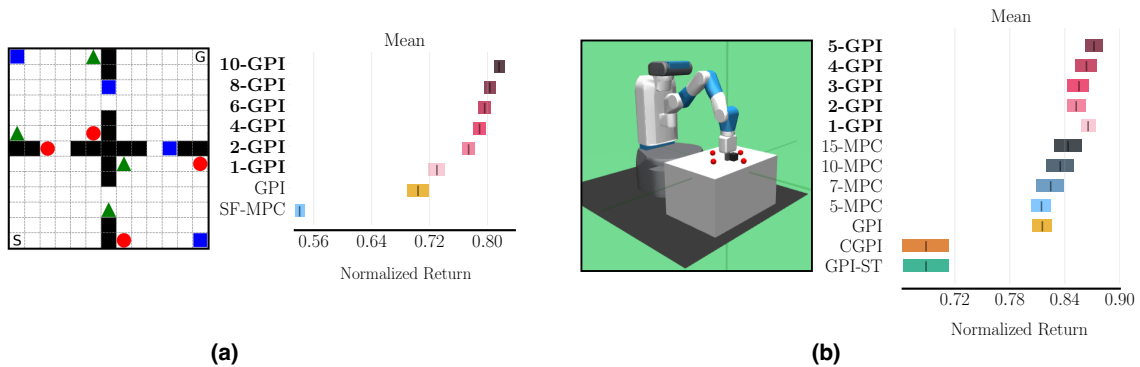 G
S
Mean
10-GPI
8-GPI
6-GPI
4-GPI
2-GPI
1-GPI
GPI
SF-MPC
0.56 0.64 0.72 0.80
Normalized Return
(a)
Mean
5-GPI
4-GPI
3-GPI
2-GPI
1-GPI
15-MPC
10-MPC
7-MPC
5-MPC
GPI
CGPI
GPI-ST
0.72 0.78 0.84 0.90
Normalized Return
(b)